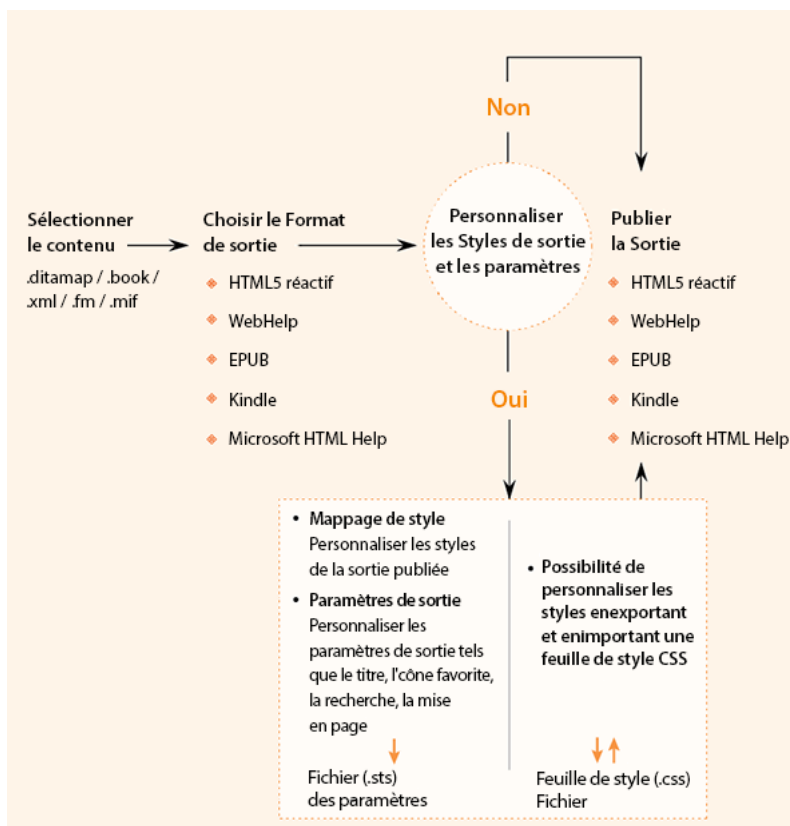 Non
Sélectionner
le contenu
.ditamap / .book /
.xml / .fm / .mif
Choisir le Format
de sortie
HTML5 réactif
WebHelp
EPUB
Kindle
Microsoft HTML Help
Personnaliser
les Styles de sortie
et les paramètres
Publier
la Sortie
HTML5 réactif
WebHelp
EPUB
Kindle
Microsoft HTML Help
Oui
• Mappage de style
Personnaliser les styles
de la sortie publiée
• Paramètres de sortie
Personnaliser les
paramètres de sortie tels
que le titre, l'cône favorite,
la recherche, la mise
en page
Fichier (.sts)
des paramètres
• Possibilité de
personnaliser les
styles enexportant
et enimportant une
feuille de style CSS
Feuille de style (.css)
Fichier